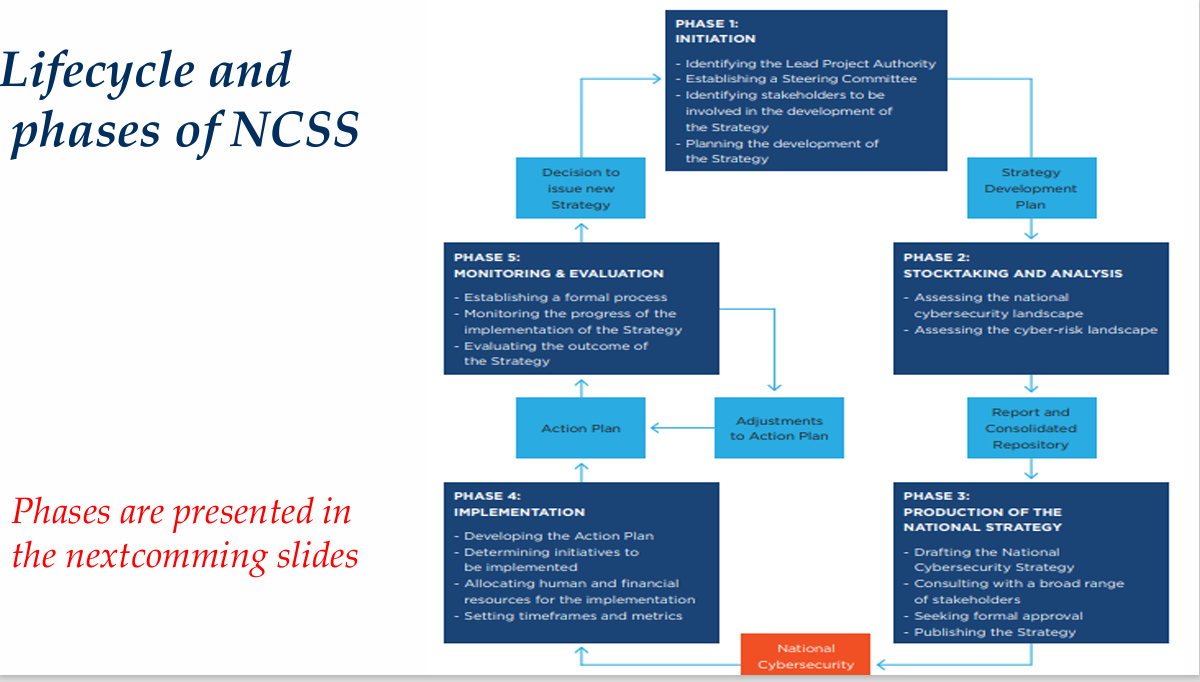 Lifecycle and
phases of NCSS
Phases are presented in
the nextcomming slides
PHASE 1:
INITIATION
- Identifying the Lead Project Authority
- Establishing a Steering Committee
- Identifying stakeholders to be
involved in the development of
the Strategy
- Planning the development of
the Strategy
Strategy
Development
Plan
PHASE 2:
STOCKTAKING AND ANALYSIS
- Assessing the national
cybersecurity landscape
- Assessing the cyber-risk landscape
Report and
Consolidated
Repository
PHASE 3:
PRODUCTION OF THE
NATIONAL STRATEGY
- Drafting the National
Cybersecurity Strategy
- Consulting with a broad range
of stakeholders
- Seeking formal approval
- Publishing the Strategy
National
Cybersecurity
PHASE 4:
IMPLEMENTATION
- Developing the Action Plan
- Determining initiatives to
be implemented
- Allocating human and financial
resources for the implementation
- Setting timeframes and metrics
Action Plan
Adjustments
to Action Plan
PHASE 5:
MONITORING & EVALUATION
- Establishing a formal process
- Monitoring the progress of the
implementation of the Strategy
- Evaluating the outcome of
the Strategy
Decision to
issue new
Strategy